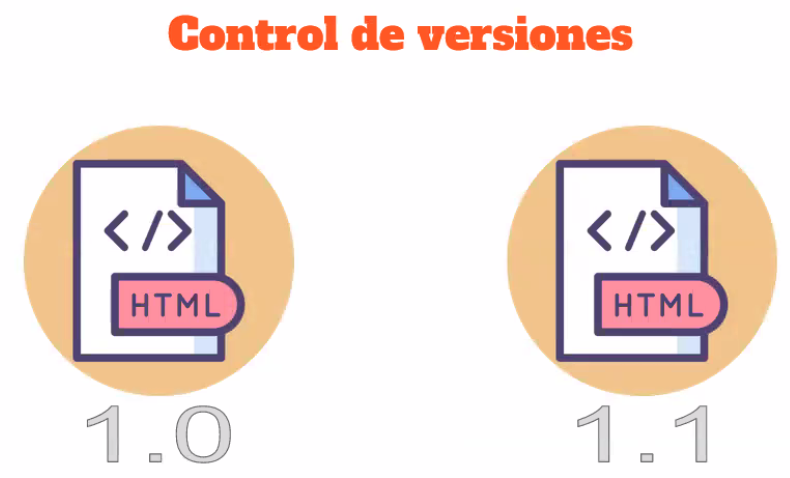 Control de versiones
</>
</>
HTML
HTML
1.0
1.1